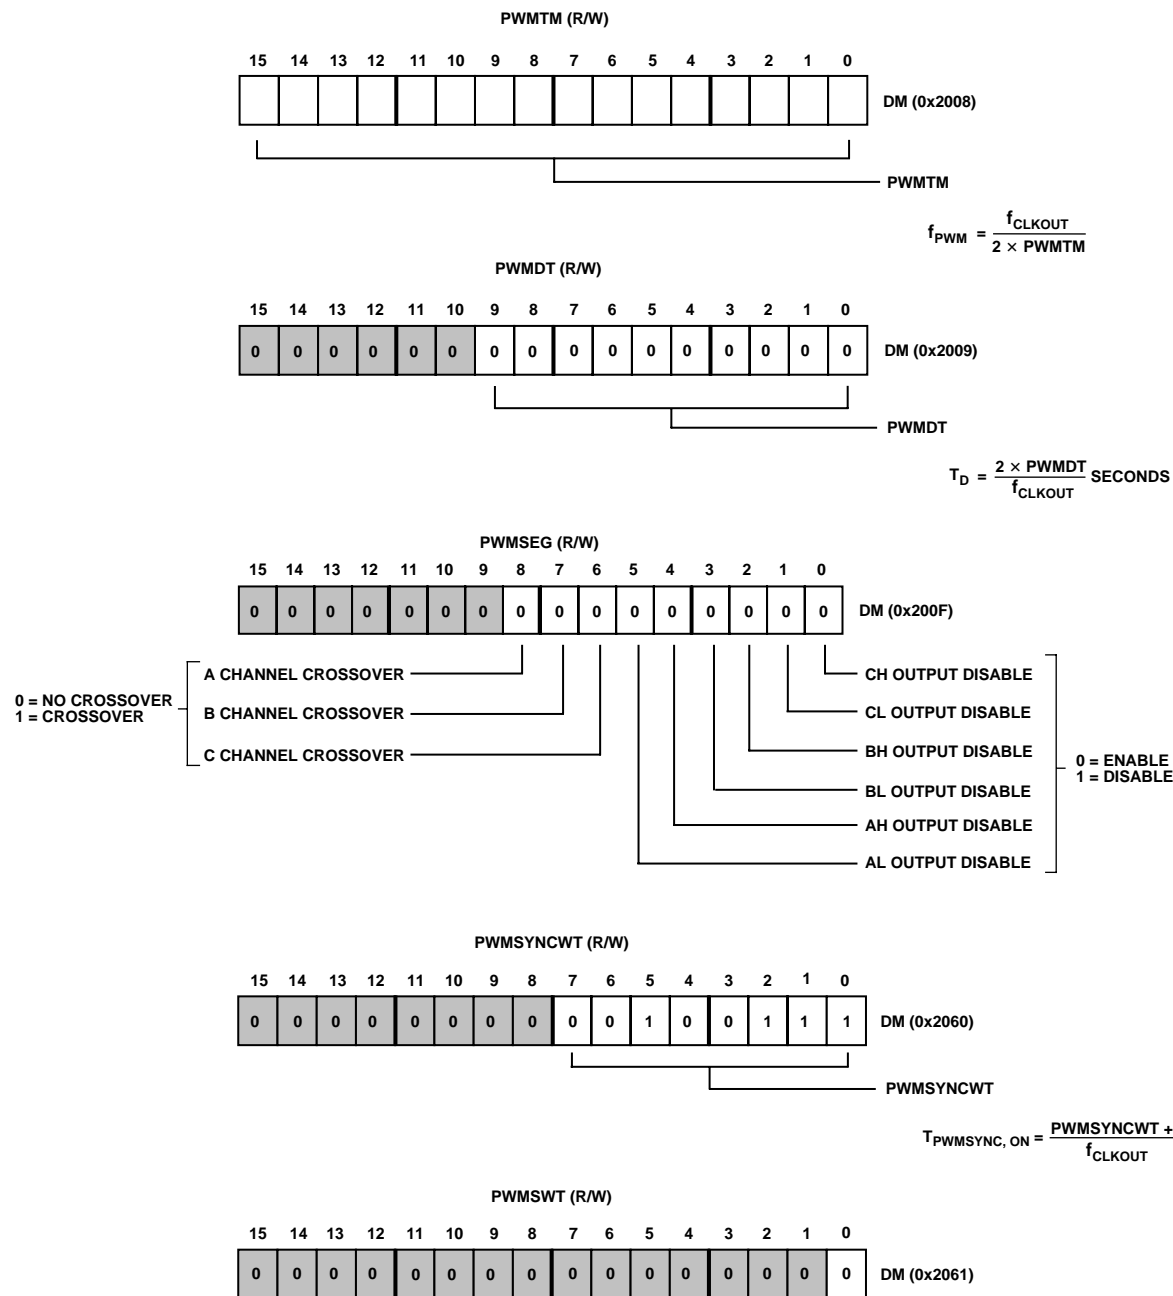 PWMTM (R/W)
15 14 13 12 11 10 9 8 7 6 5 4 3 2 1 0
DM (0x2008)
PWMTM
fPWM = fCLKOUT
2 × PWMTM
PWMDT (R/W)
15 14 13 12 11 10 9 8 7 6 5 4 3 2 1 0
0 0 0 0 0 0 0 0 0 0 0 0 0 0 0 0 DM (0x2009)
PWMDT
TD = 2 × PWMDT SECONDS
fCLKOUT
PWMSEG (R/W)
15 14 13 12 11 10 9 8 7 6 5 4 3 2 1 0
0 0 0 0 0 0 0 0 0 0 0 0 0 0 0 0 DM (0x200F)
0 = NO CROSSOVER
1 = CROSSOVER
A CHANNEL CROSSOVER
B CHANNEL CROSSOVER
C CHANNEL CROSSOVER
CH OUTPUT DISABLE
CL OUTPUT DISABLE
BH OUTPUT DISABLE
BL OUTPUT DISABLE
AH OUTPUT DISABLE
AL OUTPUT DISABLE
0 = ENABLE
1 = DISABLE
PWMSYNCWT (R/W)
15 14 13 12 11 10 9 8 7 6 5 4 3 2 1 0
0 0 0 0 0 0 0 0 0 0 1 0 0 1 1 1 DM (0x2060)
PWMSYNCWT
TPWMSYNC, ON = PWMSYNCWT +
fCLKOUT
PWMSWT (R/W)
15 14 13 12 11 10 9 8 7 6 5 4 3 2 1 0
0 0 0 0 0 0 0 0 0 0 0 0 0 0 0 0 DM (0x2061)